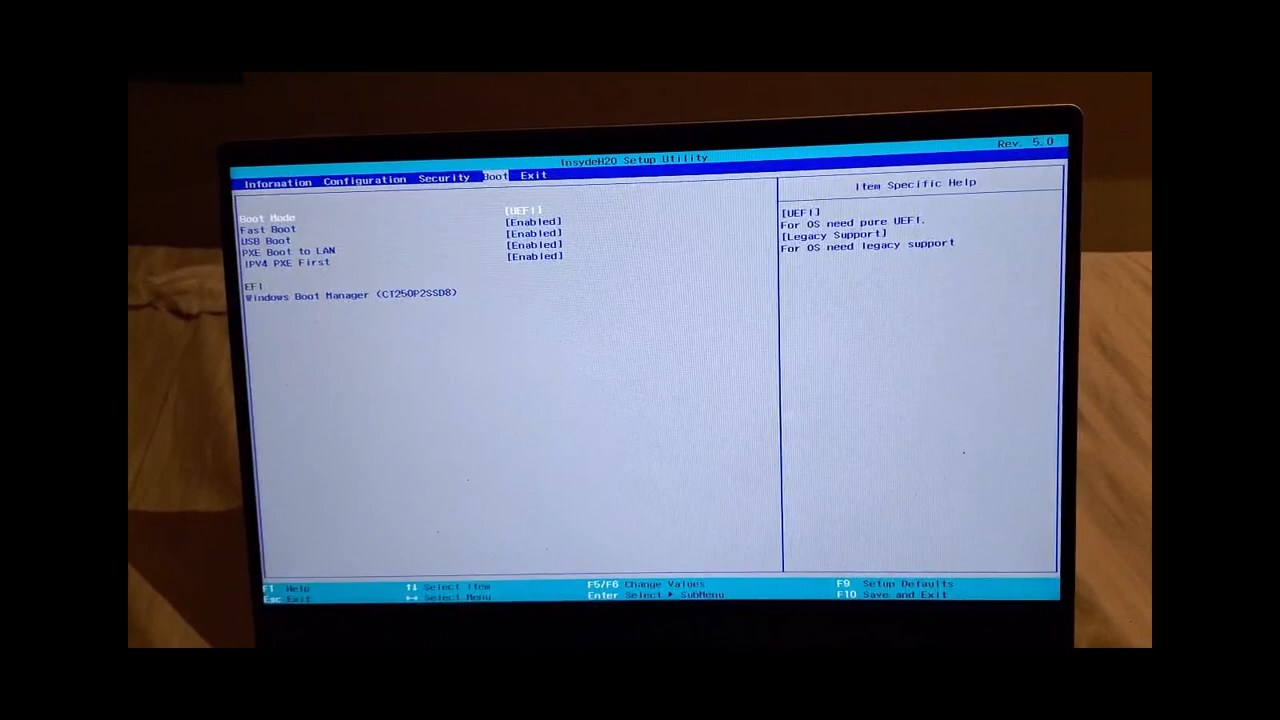 InsydeH2O Setup Utility Rev. 5.0
Information Configuration Security Boot Exit
Boot Mode [UEFI]
Fast Boot [Enabled]
USB Boot [Enabled]
PXE Boot to LAN [Enabled]
IPV4 PXE First [Enabled]
EFI
Windows Boot Manager (CT250P2SSD8)
Item Specific Help
[UEFI]
For OS need pure UEFI.
[Legacy Support]
For OS need legacy support
F1 Help ↑↓ Select Item F5/F6 Change Values F9 Setup Defaults
Esc Exit ↔ Select Menu Enter Select ▶ SubMenu F10 Save and Exit